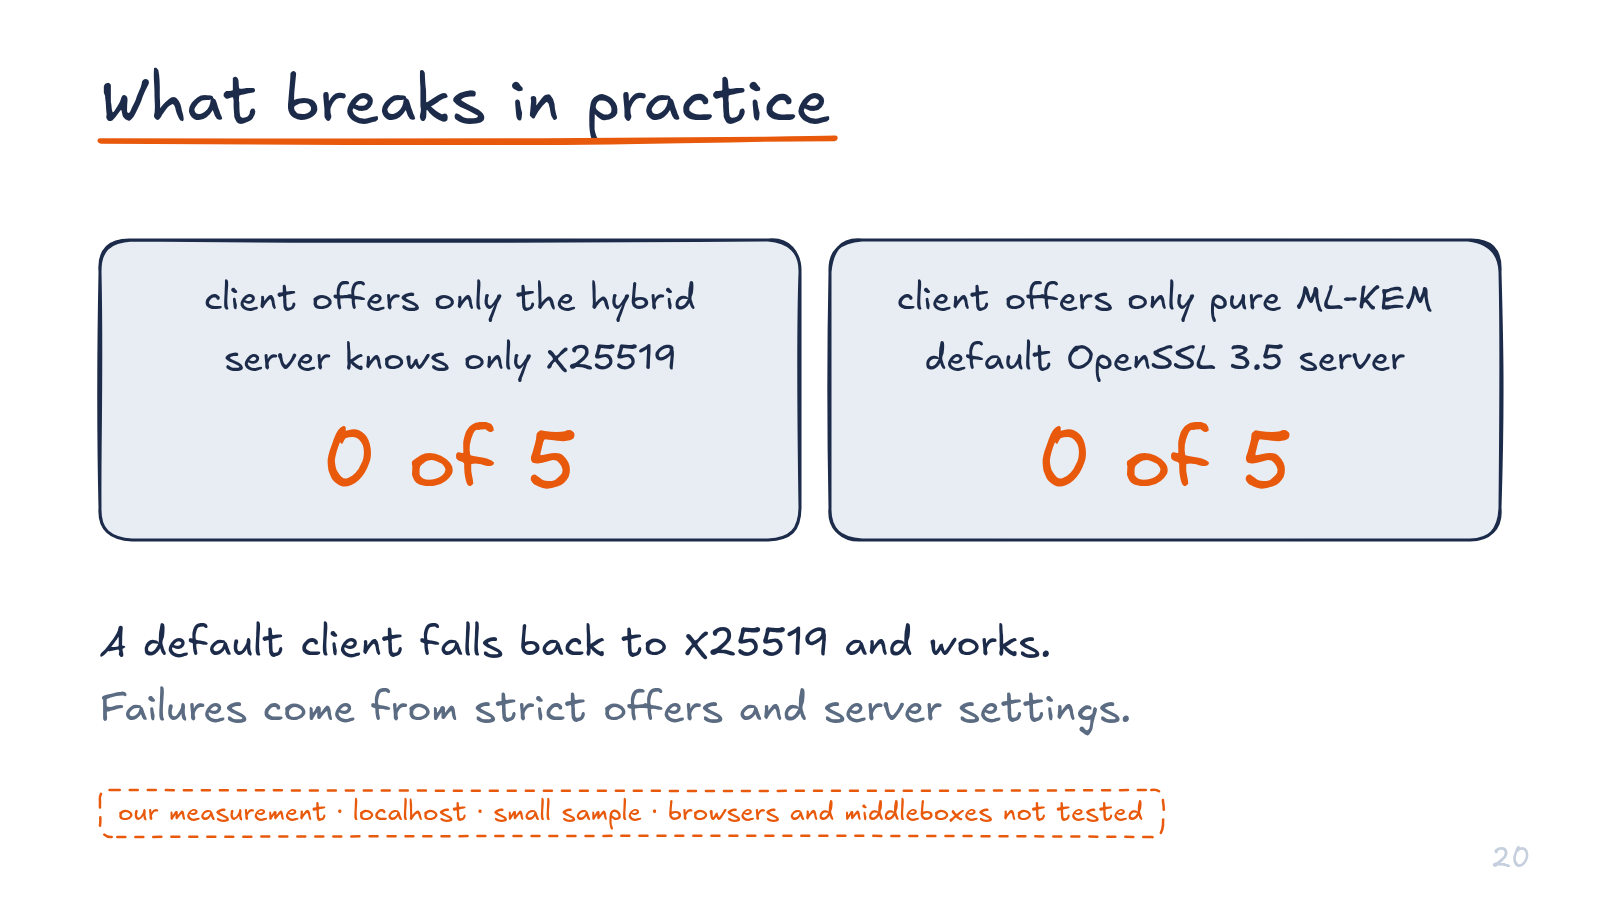 What breaks in practice
client offers only the hybrid
server knows only X25519
0 of 5
client offers only pure ML-KEM
default OpenSSL 3.5 server
0 of 5
A default client falls back to X25519 and works.
Failures come from strict offers and server settings.
our measurement · localhost · small sample · browsers and middleboxes not tested
20